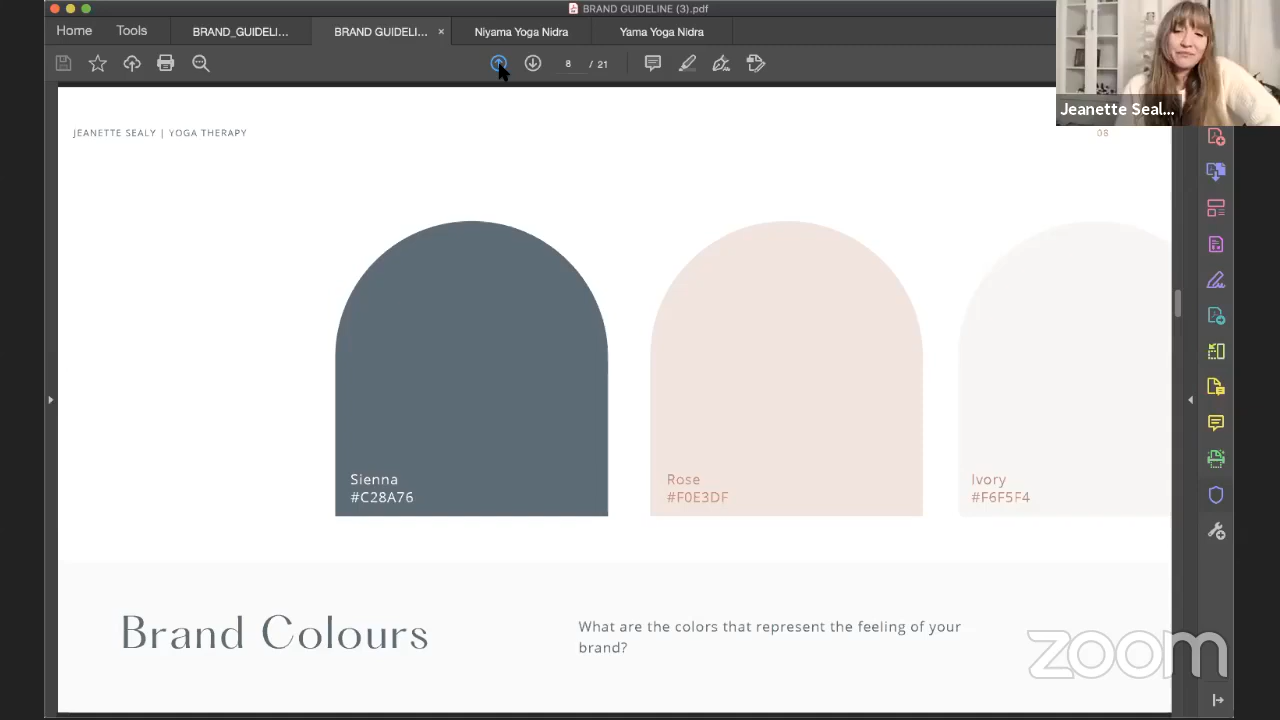 BRAND GUIDELINE (3).pdf
Home
Tools
BRAND_GUIDELI...
BRAND GUIDELI... ×
Niyama Yoga Nidra
Yama Yoga Nidra
8 / 21
Jeanette Seal...
JEANETTE SEALY | YOGA THERAPY
08
Sienna
#C28A76
Rose
#F0E3DF
Ivory
#F6F5F4
Brand Colours
What are the colors that represent the feeling of your
brand?
zoom